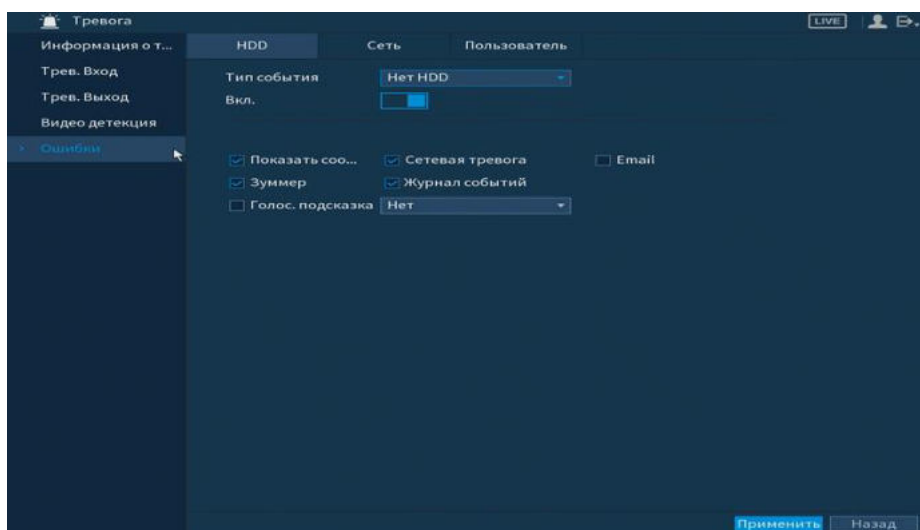 Тревога
LIVE
Информация о т...
Трев. Вход
Трев. Выход
Видео детекция
Ошибки
HDD
Сеть
Пользователь
Тип события
Нет HDD
Вкл.
Показать соо...
Сетевая тревога
Email
Зуммер
Журнал событий
Голос. подсказка
Нет
Применить
Назад